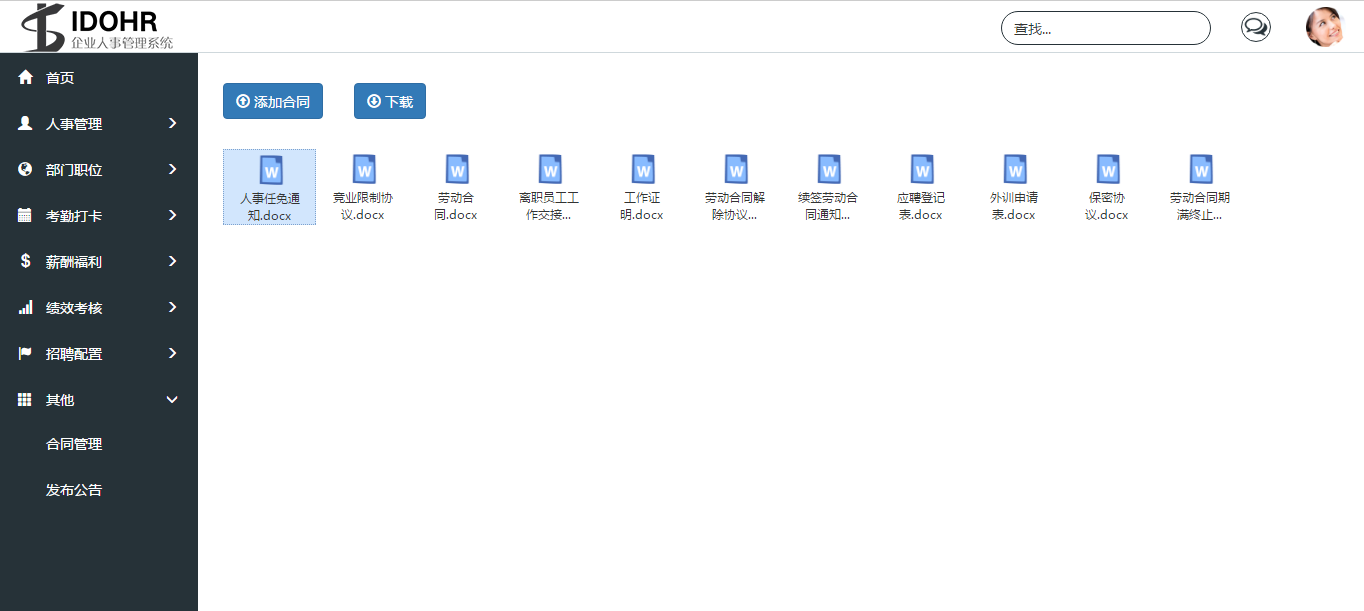 IDOHR
企业人事管理系统
查找...
首页
人事管理
部门职位
考勤打卡
薪酬福利
绩效考核
招聘配置
其他
合同管理
发布公告
添加合同
下载
人事任免通
知.docx
竞业限制协
议.docx
劳动合
同.docx
离职员工工
作交接...
工作证
明.docx
劳动合同解
除协议...
续签劳动合
同通知...
应聘登记
表.docx
外训申请
表.docx
保密协
议.docx
劳动合同期
满终止...